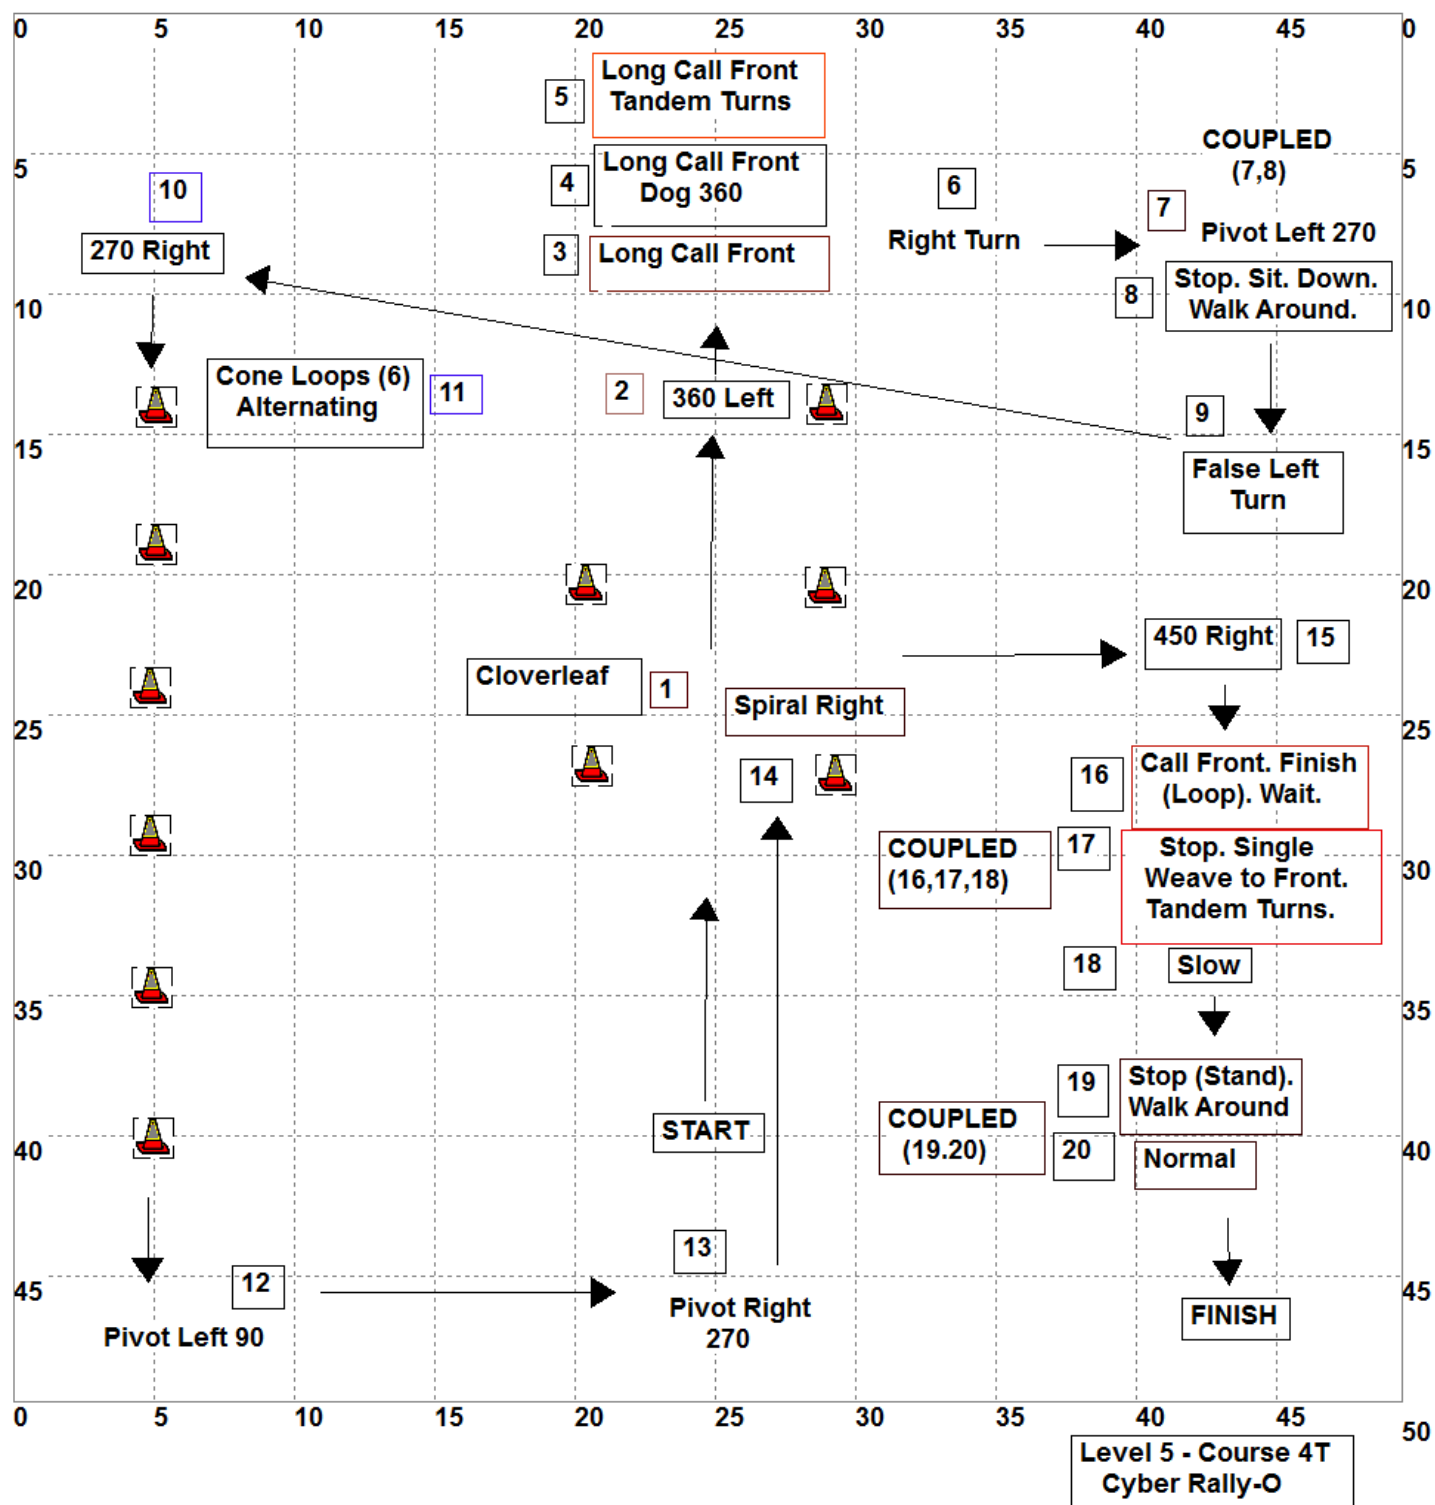 0 5 10 15 20 25 30 35 40 45 0
5
Long Call Front
Tandem Turns
4
Long Call Front
Dog 360
3
Long Call Front
6
Right Turn
COUPLED
(7,8)
7
Pivot Left 270
8
Stop. Sit. Down.
Walk Around.
5 5
10
270 Right
10 10
Cone Loops (6)
Alternating
11
2
360 Left
9
False Left
Turn
15 15
20 20
450 Right
15
Cloverleaf
1
Spiral Right
25 25
14
16
Call Front. Finish
(Loop). Wait.
COUPLED
(16,17,18)
17
Stop. Single
Weave to Front.
Tandem Turns.
30 30
18
Slow
35 35
19
Stop (Stand).
Walk Around
START
COUPLED
(19.20)
20
Normal
40 40
13
12
45 45
Pivot Left 90
Pivot Right
270
FINISH
0 5 10 15 20 25 30 35 40 45 50
Level 5 - Course 4T
Cyber Rally-O